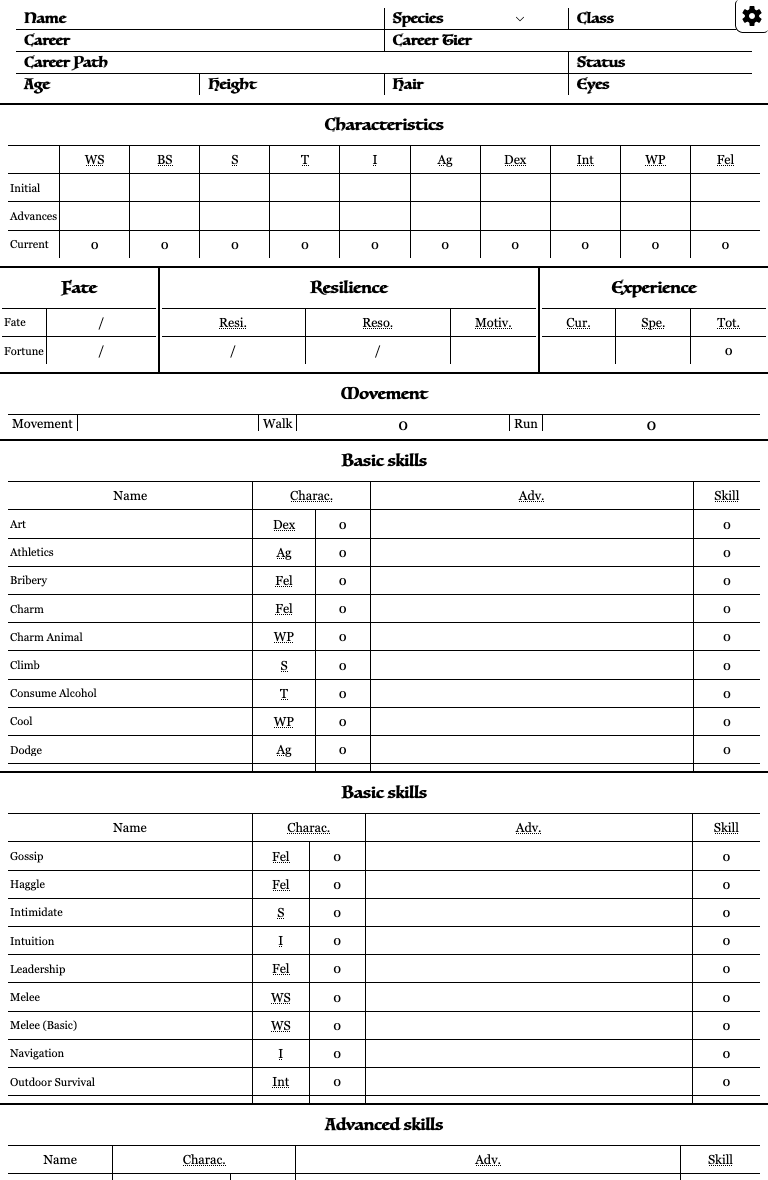 Name Species Class
Career Career Tier
Career Path Status
Age Height Hair Eyes
Characteristics
WS BS S T I Ag Dex Int WP Fel
Initial
Advances
Current 0 0 0 0 0 0 0 0 0 0
Fate Resilience Experience
Fate / Resi. Reso. Motiv. Cur. Spe. Tot.
Fortune / / / 0
Movement
Movement Walk 0 Run 0
Basic skills
Name Charac. Adv. Skill
Art Dex 0 0
Athletics Ag 0 0
Bribery Fel 0 0
Charm Fel 0 0
Charm Animal WP 0 0
Climb S 0 0
Consume Alcohol T 0 0
Cool WP 0 0
Dodge Ag 0 0
Basic skills
Name Charac. Adv. Skill
Gossip Fel 0 0
Haggle Fel 0 0
Intimidate S 0 0
Intuition I 0 0
Leadership Fel 0 0
Melee WS 0 0
Melee (Basic) WS 0 0
Navigation I 0 0
Outdoor Survival Int 0 0
Advanced skills
Name Charac. Adv. Skill